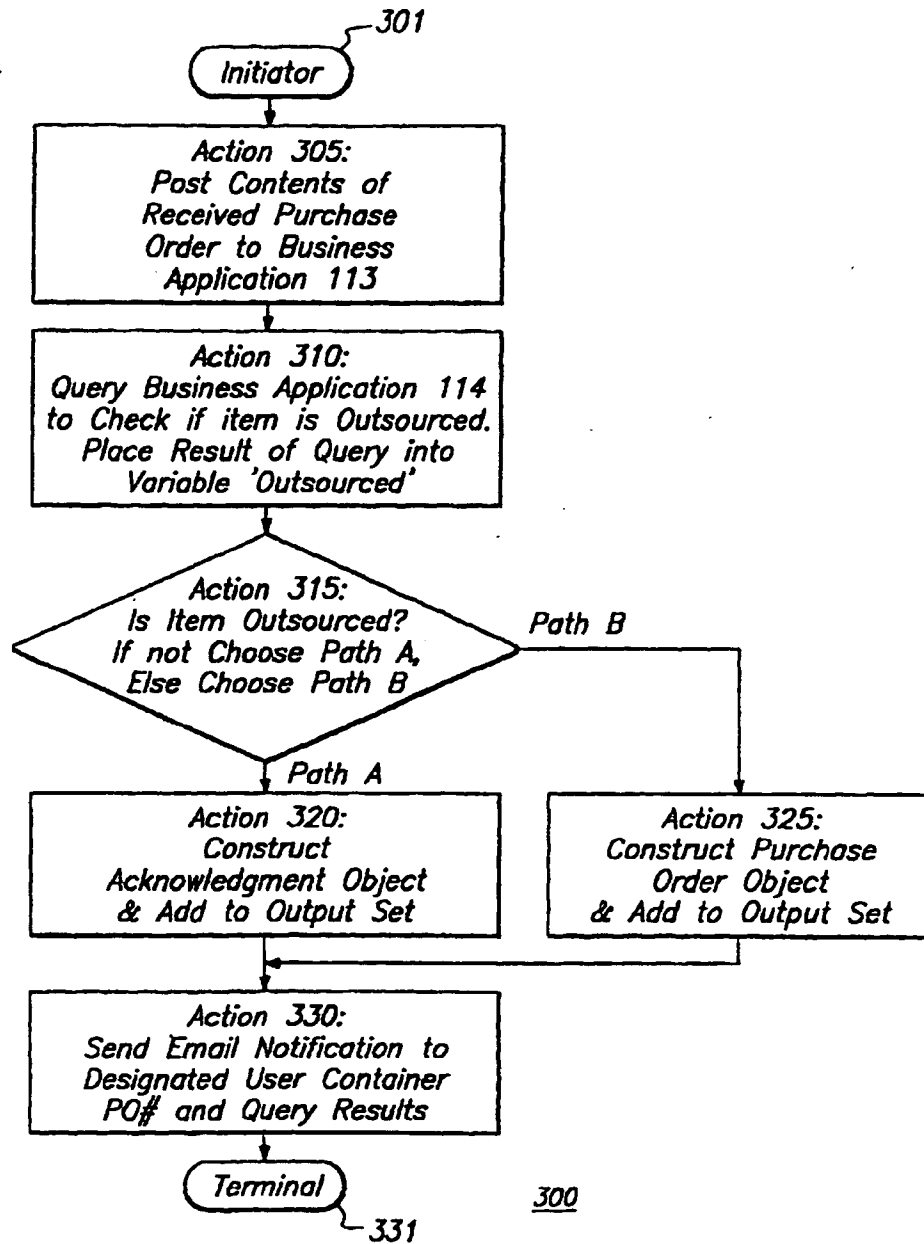 301
Initiator
Action 305:
Post Contents of
Received Purchase
Order to Business
Application 113
Action 310:
Query Business Application 114
to Check if item is Outsourced.
Place Result of Query into
Variable 'Outsourced'
Action 315:
Is Item Outsourced?
If not Choose Path A,
Else Choose Path B
Path B
Path A
Action 320:
Construct
Acknowledgment Object
& Add to Output Set
Action 325:
Construct Purchase
Order Object
& Add to Output Set
Action 330:
Send Email Notification to
Designated User Container
PO# and Query Results
Terminal
300
331